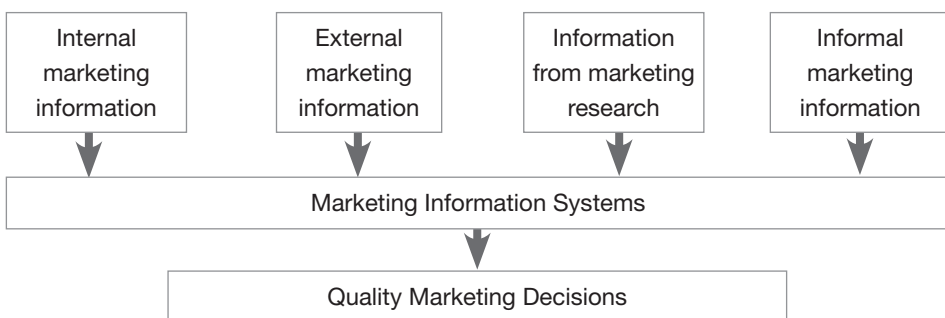 Internal
marketing
information
External
marketing
information
Information
from marketing
research
Informal
marketing
information
Marketing Information Systems
Quality Marketing Decisions